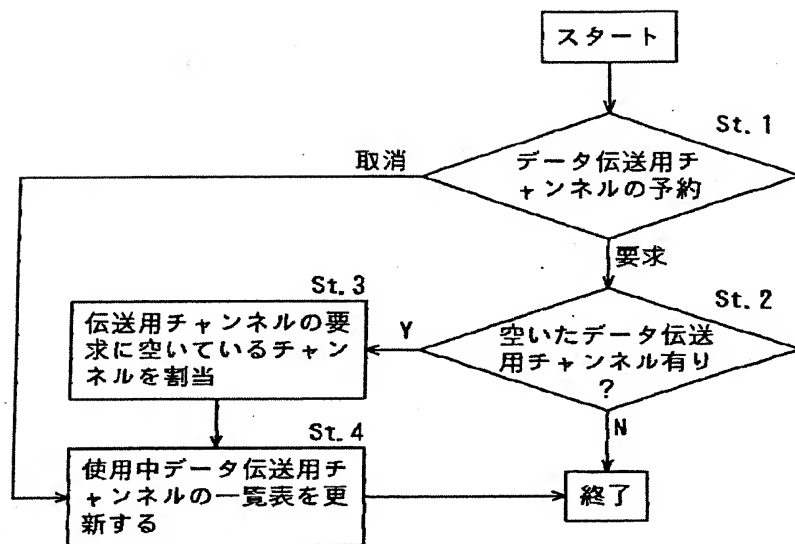 スタート
St.1
データ伝送用チ
ャンネルの予約
取消
要求
St.2
空いたデータ伝送
用チャンネル有り
?
Y
N
St.3
伝送用チャンネルの要
求に空いているチャン
ネルを割当
St.4
使用中データ伝送用チ
ャンネルの一覧表を更
新する
終了